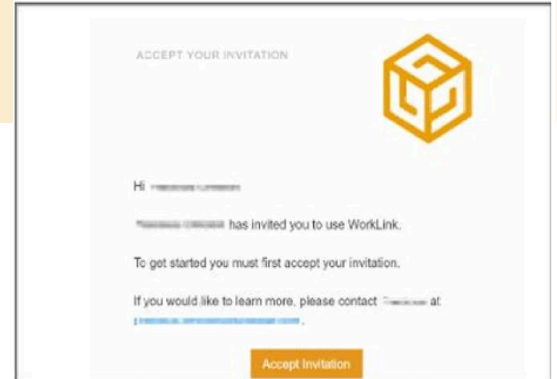 ACCEPT YOUR INVITATION
Hi
has invited you to use WorkLink.
To get started you must first accept your invitation.
If you would like to learn more, please contact at
.
Accept Invitation